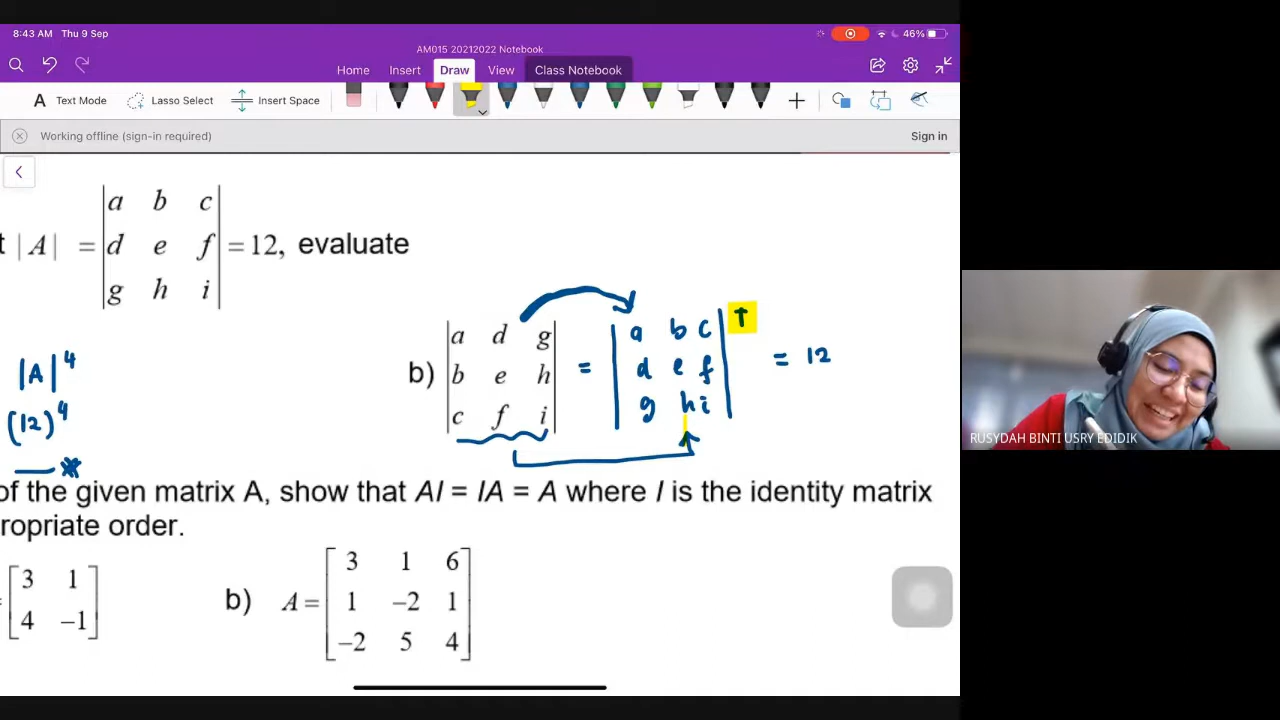 8:43 AM Thu 9 Sep
46%
AM015 20212022 Notebook
Home Insert Draw View Class Notebook
A Text Mode Lasso Select Insert Space
Working offline (sign-in required) Sign in
a b c
t |A| = d e f = 12, evaluate
g h i
|A|⁴
(12)⁴
b) |a d g| = |a b c|ᵀ = 12
|b e h| |d e f|
|c f i| |g h i|
of the given matrix A, show that AI = IA = A where I is the identity matrix
ropriate order.
= [3 1]
[4 −1]
b) A = [3 1 6]
[1 −2 1]
[−2 5 4]
RUSYDAH BINTI USRY EDIDIK